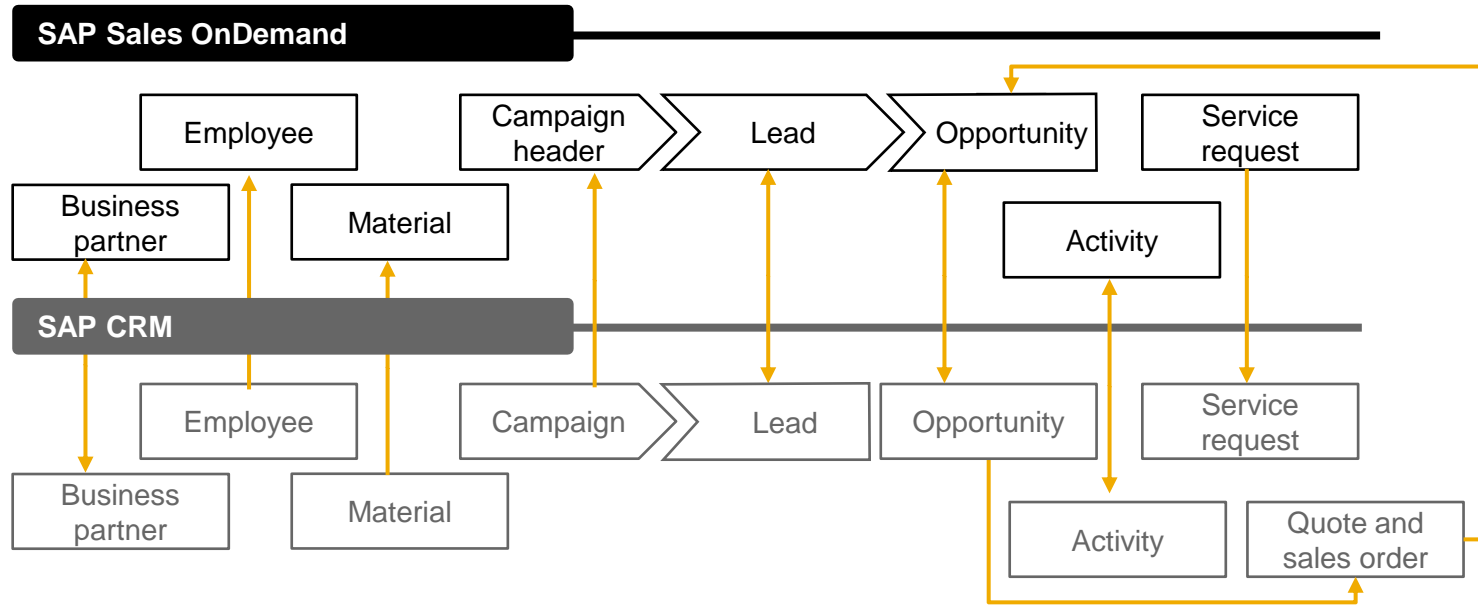 SAP Sales OnDemand
Employee
Campaign
header
Lead
Opportunity
Service
request
Business
partner
Material
Activity
SAP CRM
Employee
Campaign
Lead
Opportunity
Service
request
Business
partner
Material
Activity
Quote and
sales order